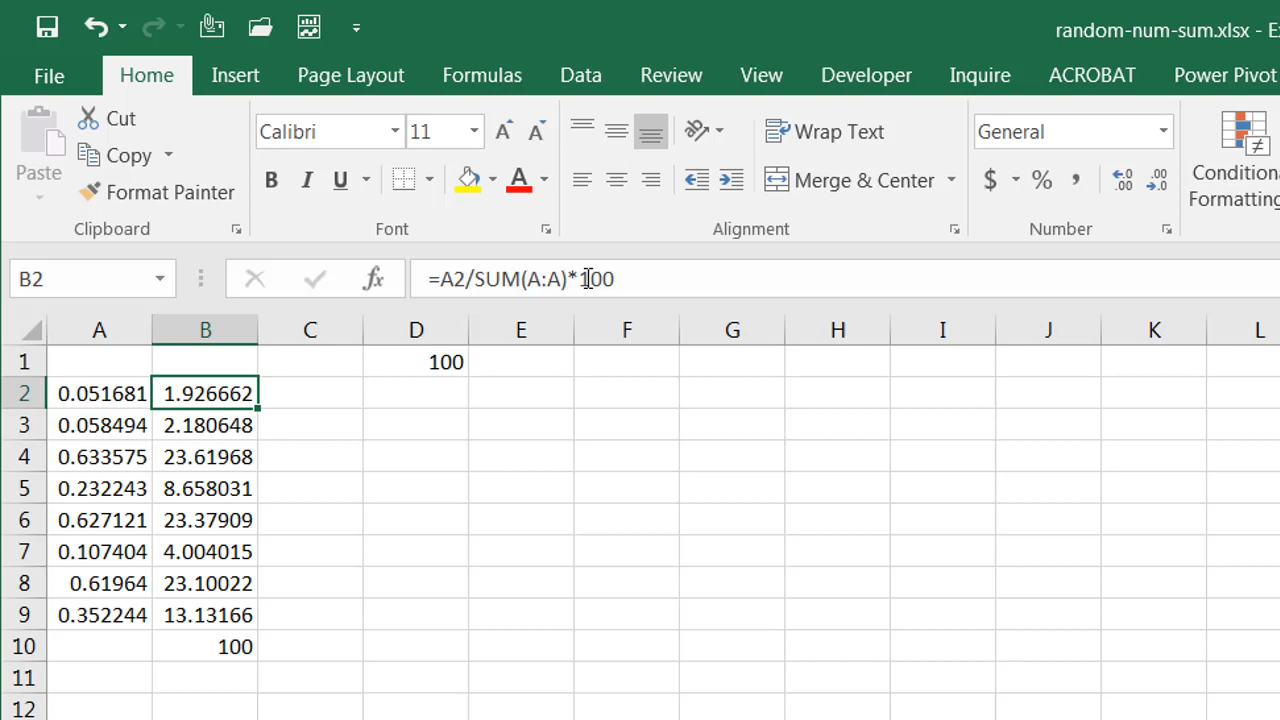 random-num-sum.xlsx - E
File Home Insert Page Layout Formulas Data Review View Developer Inquire ACROBAT Power Pivot
Paste
Cut
Copy
Format Painter
Clipboard
Calibri 11
B I U A
Font
Wrap Text
Merge & Center
Alignment
General
$ % ,
Number
Conditional
Formatting
B2 fx =A2/SUM(A:A)*100
A B C D E F G H I J K L
1 100
2 0.051681 1.926662
3 0.058494 2.180648
4 0.633575 23.61968
5 0.232243 8.658031
6 0.627121 23.37909
7 0.107404 4.004015
8 0.61964 23.10022
9 0.352244 13.13166
10 100
11
12